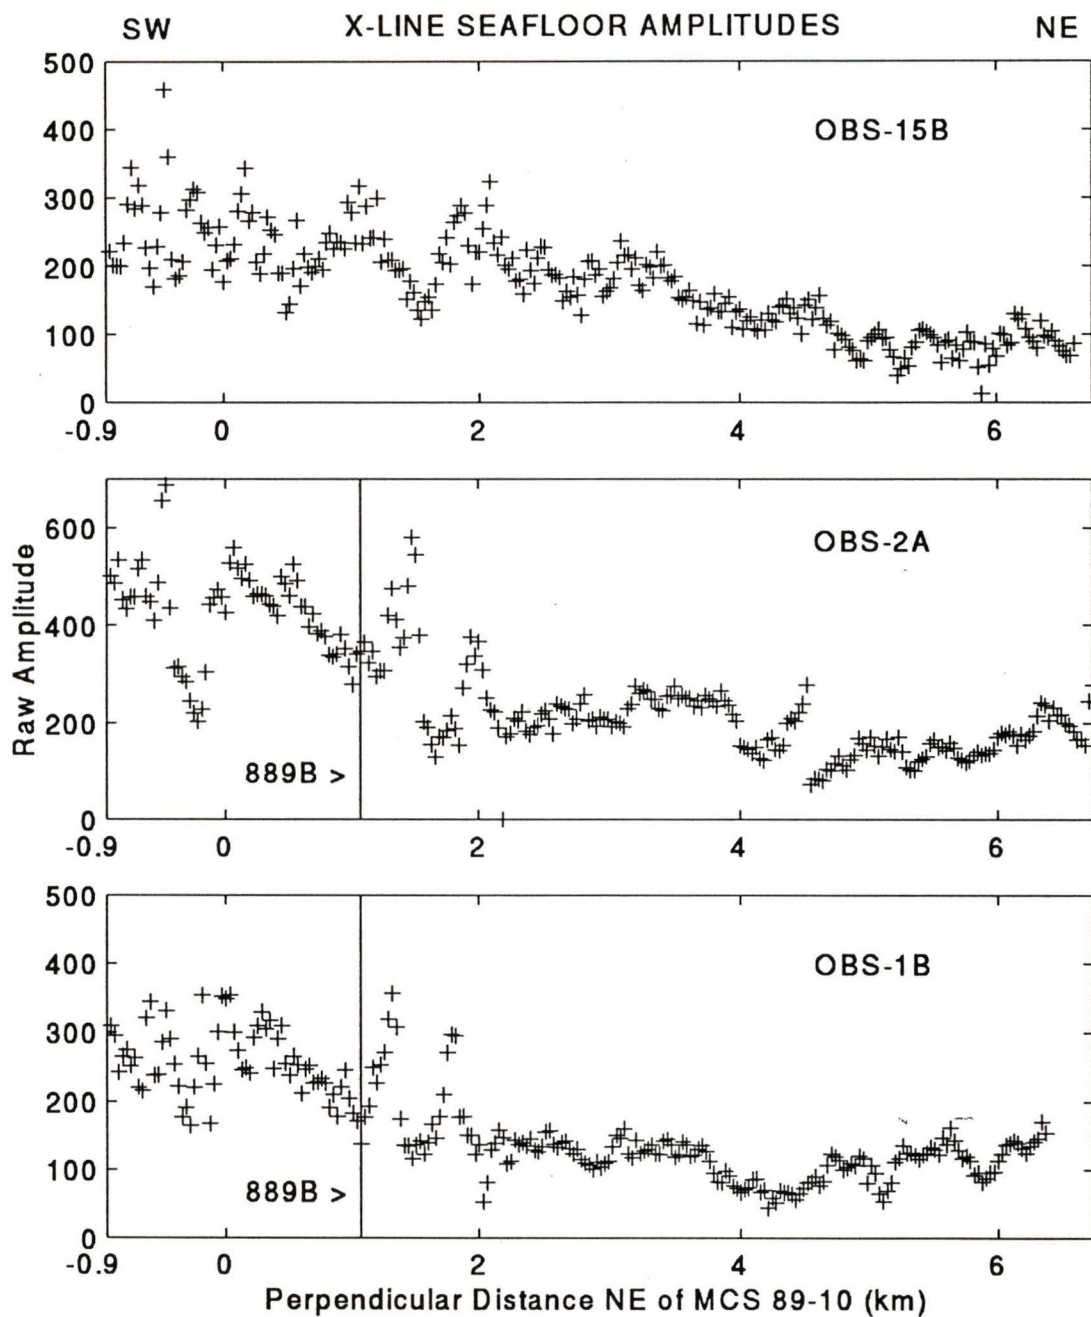 SW X-LINE SEAFLOOR AMPLITUDES NE
500
400
300
200
100
0
OBS-15B
-0.9 0 2 4 6
600
400
200
0
OBS-2A
889B >
-0.9 0 2 4 6
Raw Amplitude
500
400
300
200
100
0
OBS-1B
889B >
-0.9 0 2 4 6
Perpendicular Distance NE of MCS 89-10 (km)